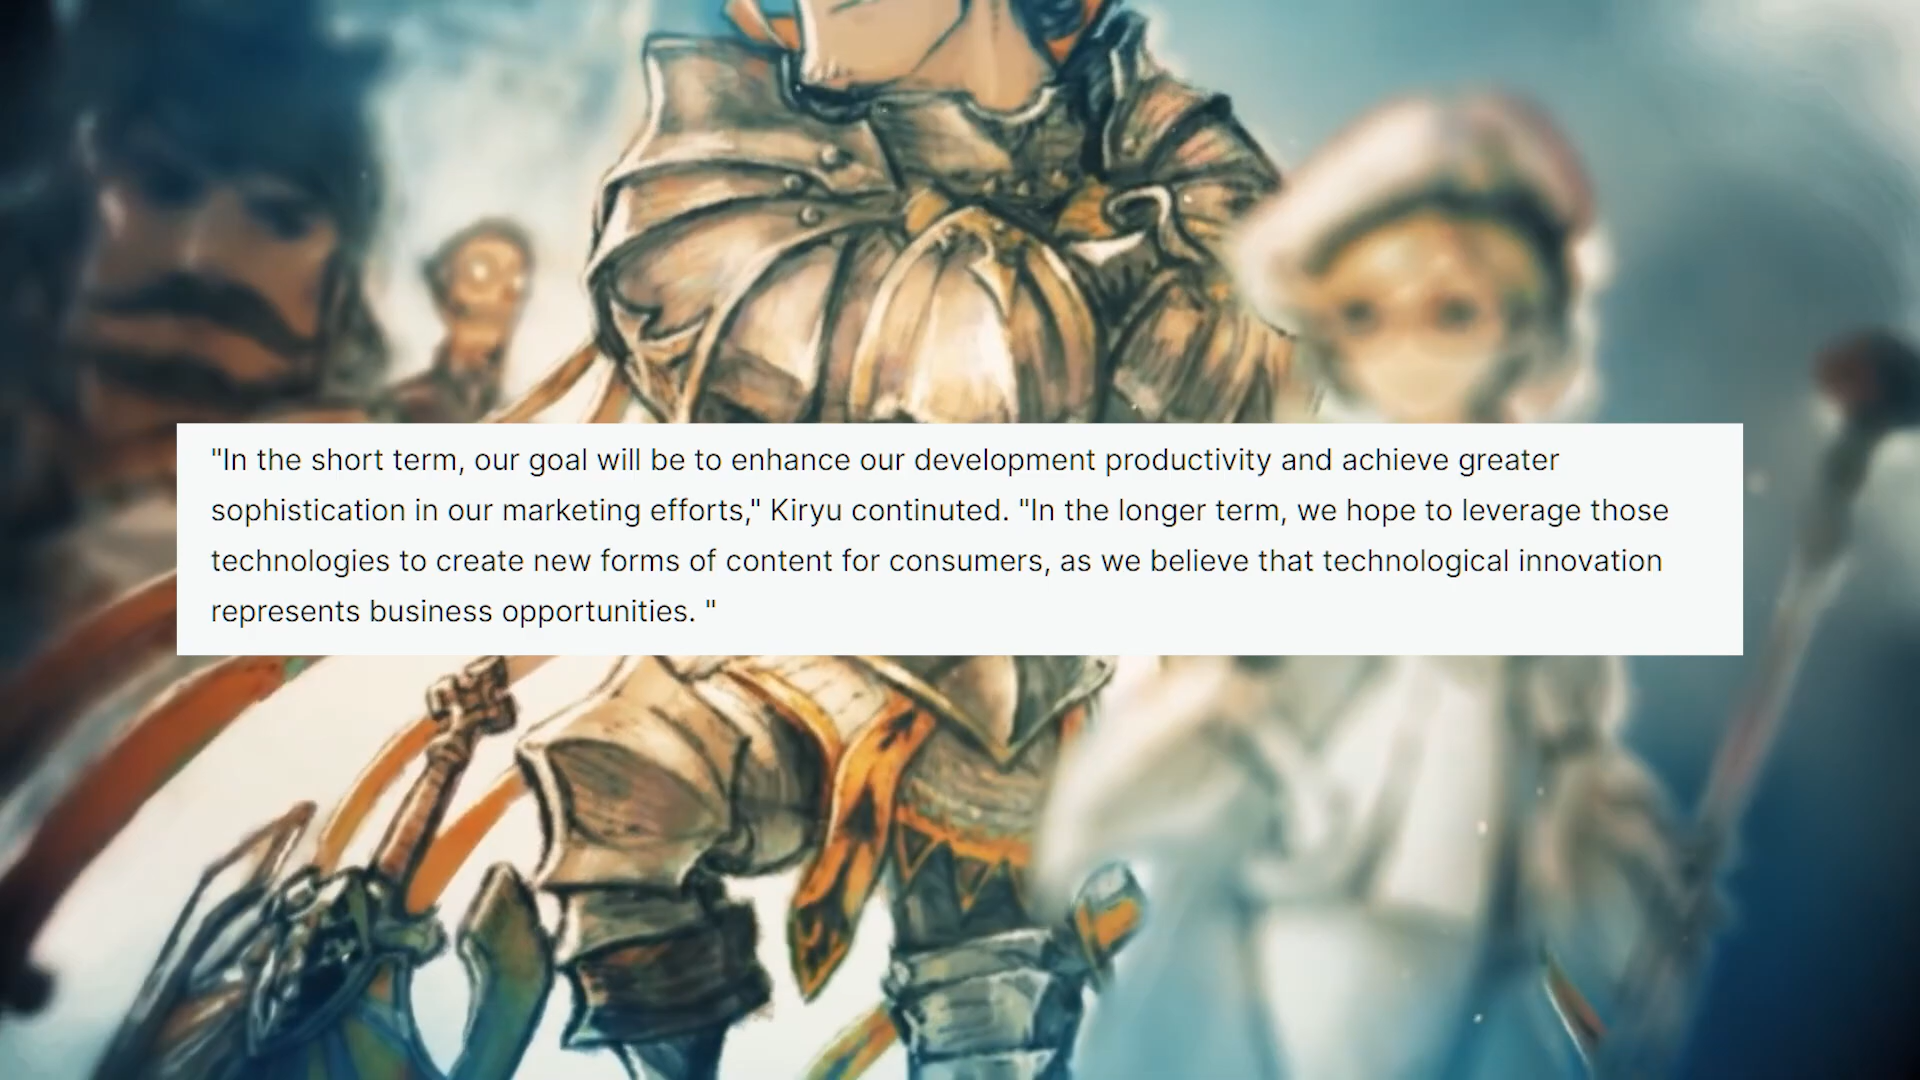 "In the short term, our goal will be to enhance our development productivity and achieve greater
sophistication in our marketing efforts," Kiryu continuted. "In the longer term, we hope to leverage those
technologies to create new forms of content for consumers, as we believe that technological innovation
represents business opportunities. "